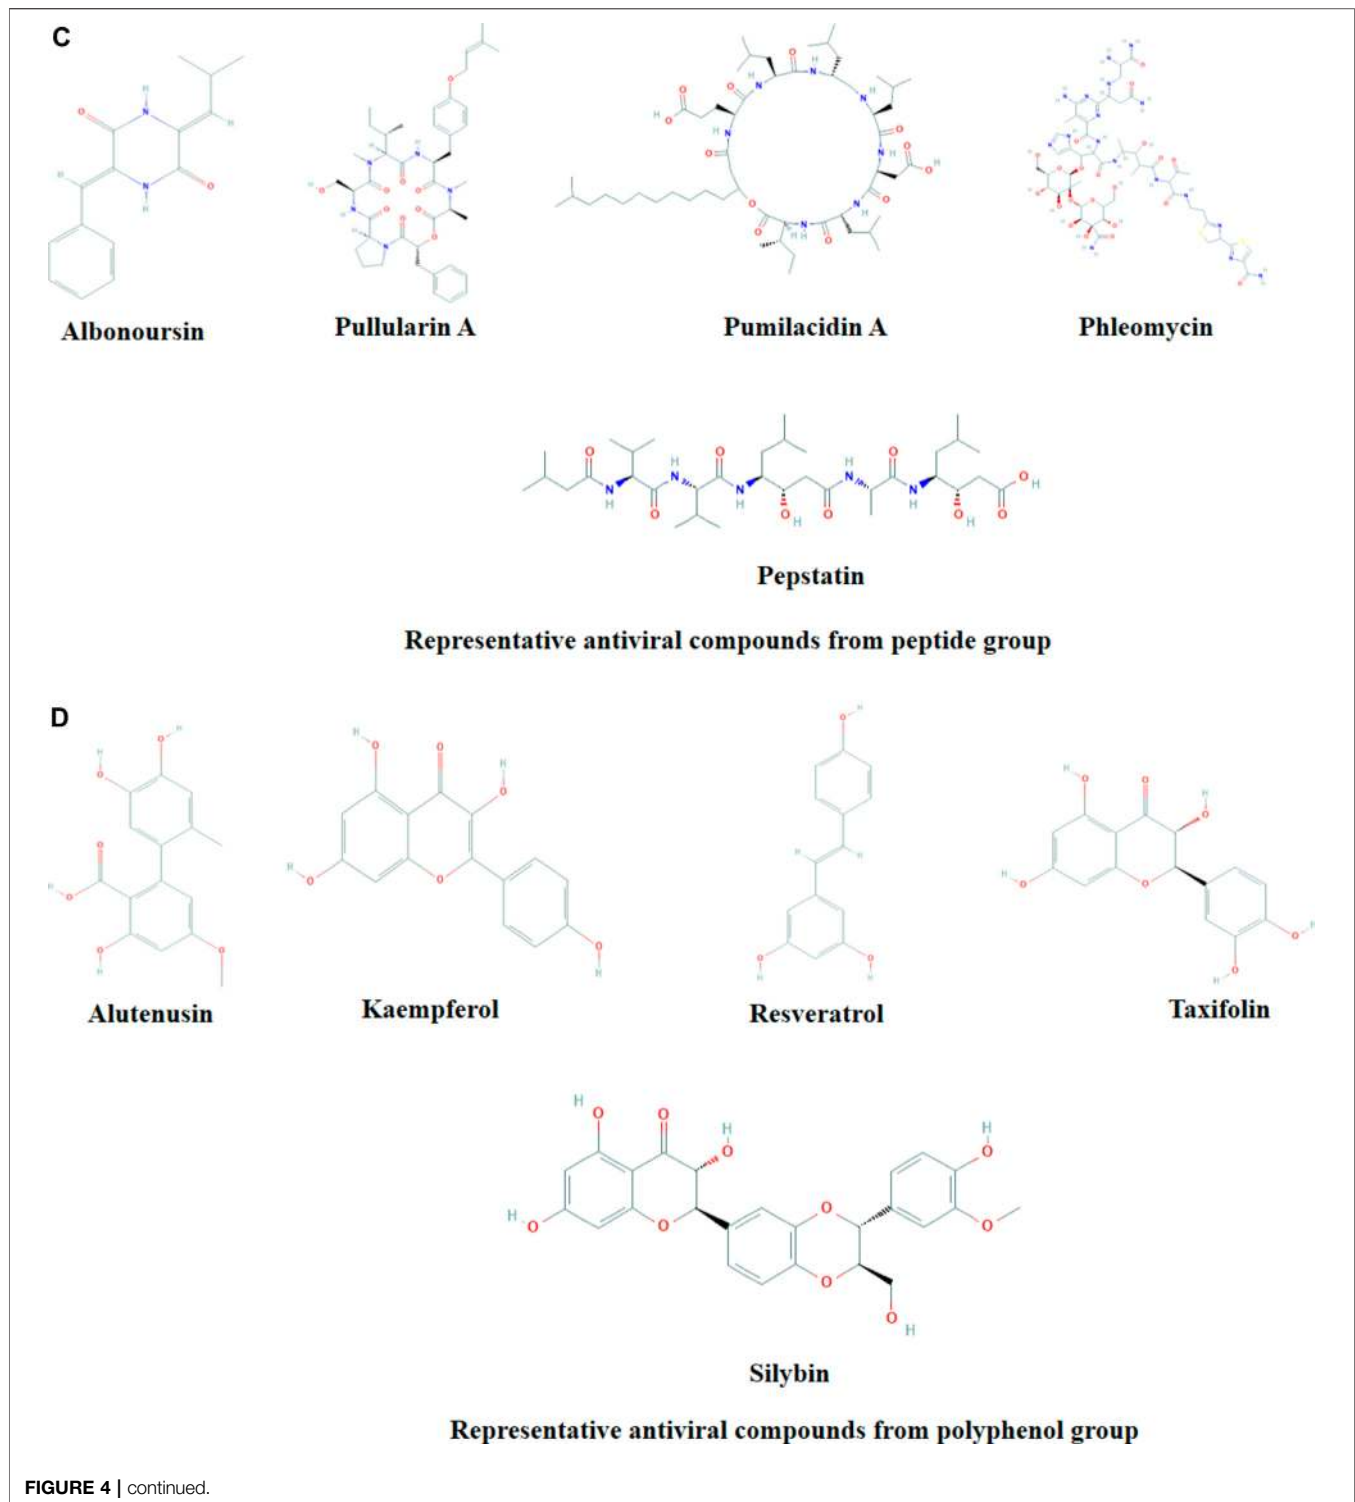 C
Albonoursin
Pullularin A
Pumilacidin A
Phleomycin
Pepstatin
Representative antiviral compounds from peptide group
D
Alutenusin
Kaempferol
Resveratrol
Taxifolin
Silybin
Representative antiviral compounds from polyphenol group
FIGURE 4 | continued.